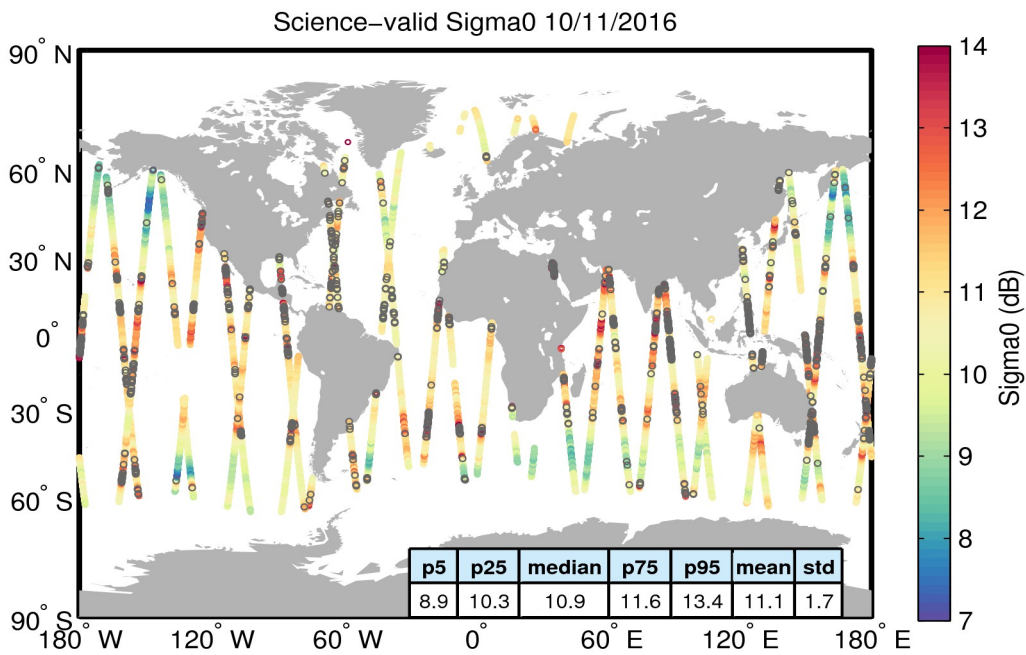 Science−valid Sigma0 10/11/2016
90° N
60° N
30° N
0°
30° S
60° S
90° S
180° W
120° W
60° W
0°
60° E
120° E
180° E
p5 p25 median p75 p95 mean std
8.9 10.3 10.9 11.6 13.4 11.1 1.7
14
13
12
11
10
9
8
7
Sigma0 (dB)